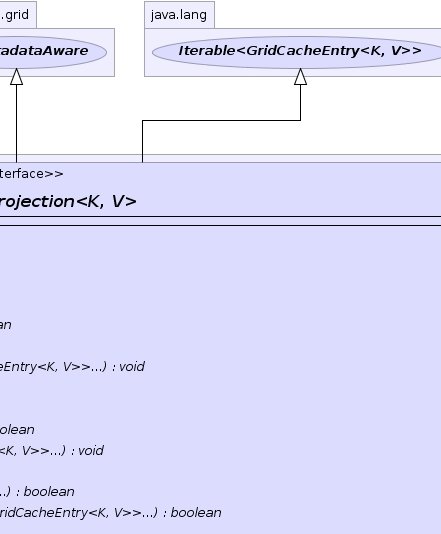 .grid
java.lang
adataAware
Iterable<GridCacheEntry<K, V>>
terface>>
rojection<K, V>
an
eEntry<K, V>>...) : void
olean
<K, V>>...) : void
..) : boolean
ridCacheEntry<K, V>>...) : boolean